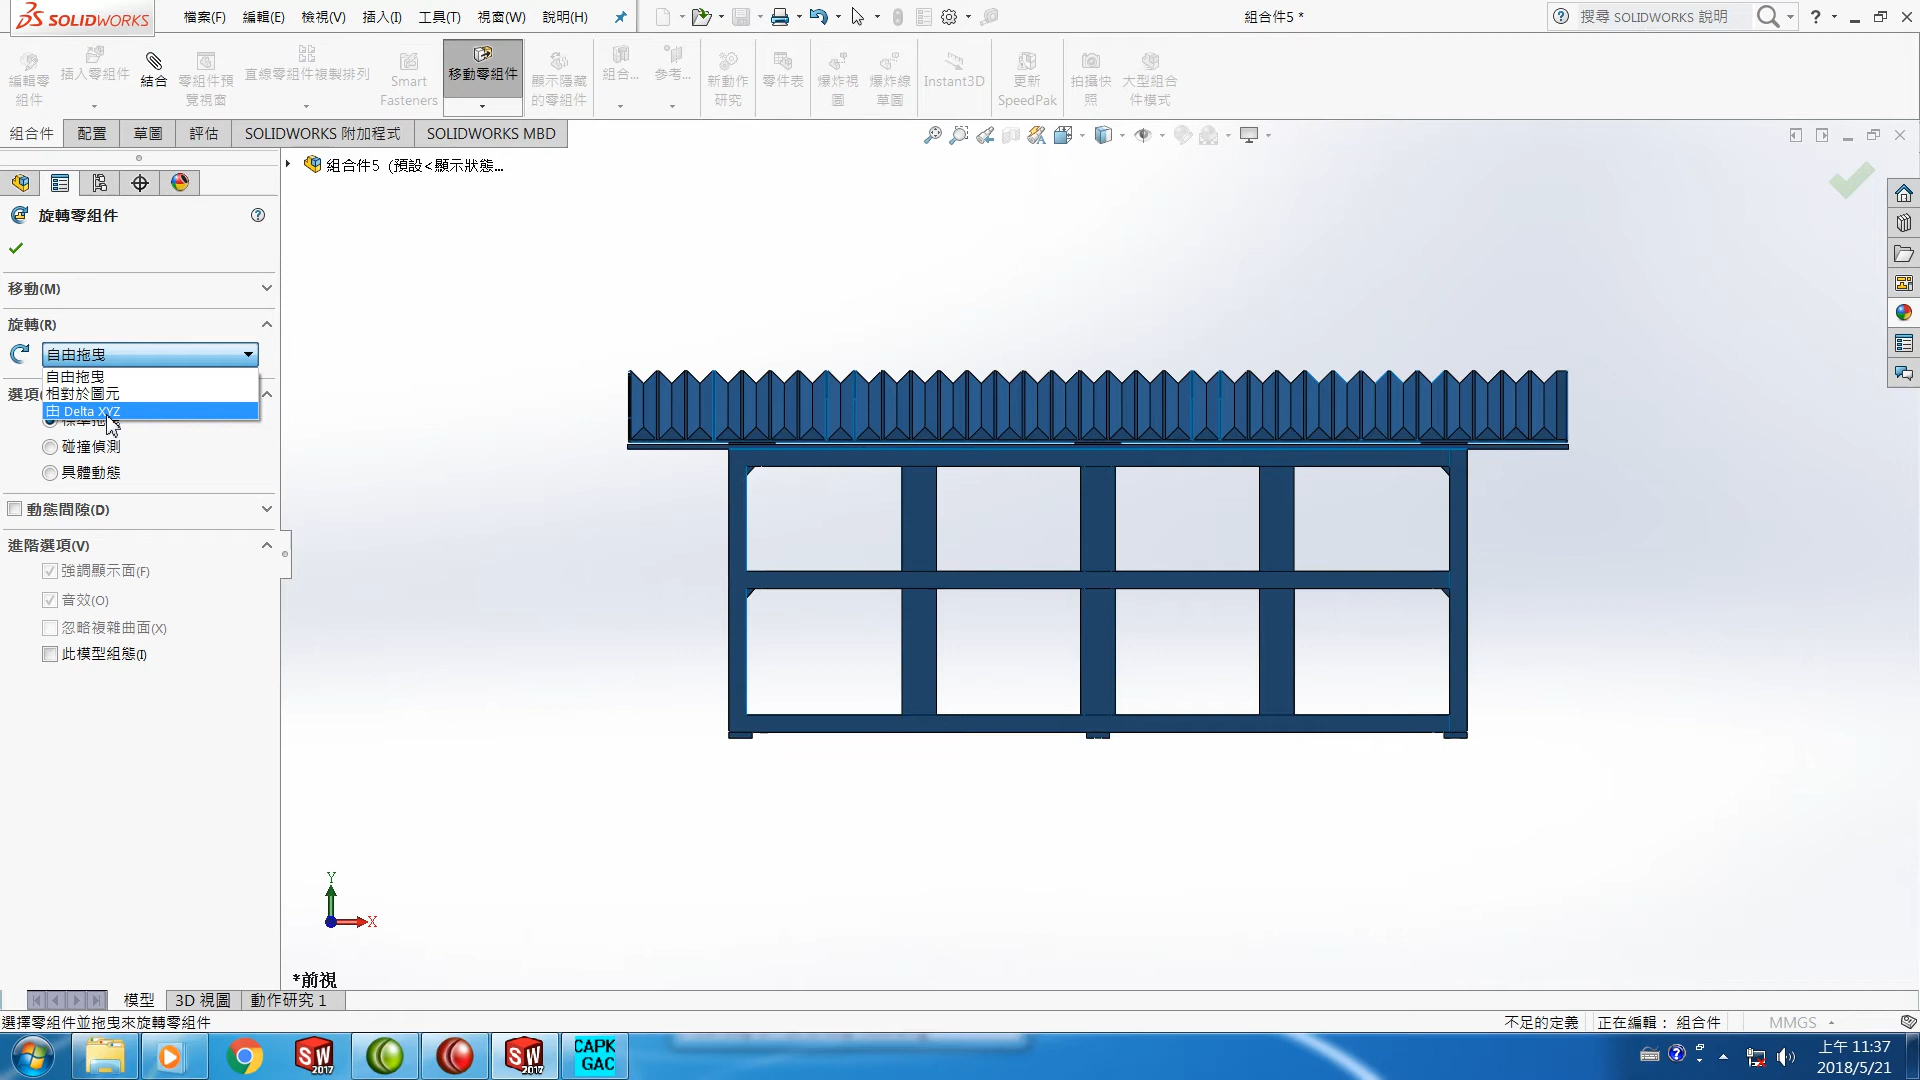 SOLIDWORKS
檔案(F)
編輯(E)
檢視(V)
插入(I)
工具(T)
視窗(W)
說明(H)
組合件5 *
搜尋 SOLIDWORKS 說明
編輯零
組件
插入零組件
結合
零組件預
覽視窗
直線零組件複製排列
Smart
Fasteners
移動零組件
顯示隱藏
的零組件
組合...
參考...
新動作
研究
零件表
爆炸視
圖
爆炸線
草圖
Instant3D
更新
SpeedPak
拍攝快
照
大型組合
件模式
組合件
配置
草圖
評估
SOLIDWORKS 附加程式
SOLIDWORKS MBD
組合件5 (預設<顯示狀態...
旋轉零組件
移動(M)
旋轉(R)
自由拖曳
自由拖曳
相對於圖元
由 Delta XYZ
選項
標準拖曳
碰撞偵測
具體動態
動態間隙(D)
進階選項(V)
強調顯示面(F)
音效(O)
忽略複雜曲面(X)
此模型組態(I)
Y
X
*前視
模型
3D 視圖
動作研究 1
選擇零組件並拖曳來旋轉零組件
不足的定義
正在編輯： 組合件
MMGS
SW
2017
SW
2017
CAPK
GAC
上午 11:37
2018/5/21